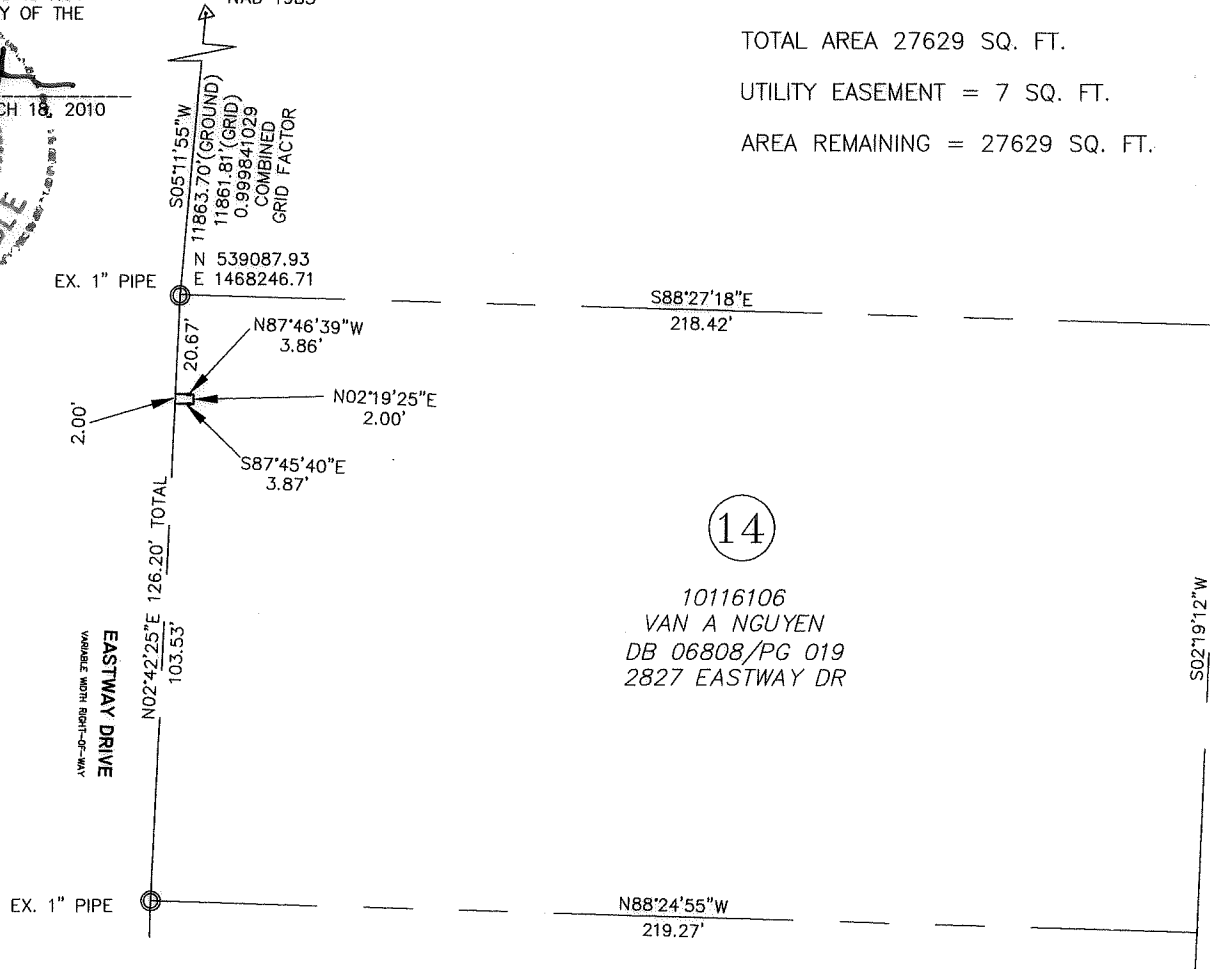 Y OF THE
NAD 1983
CH 18, 2010
TOTAL AREA 27629 SQ. FT.
UTILITY EASEMENT = 7 SQ. FT.
AREA REMAINING = 27629 SQ. FT.
S05°11'55"W
11863.70'(GROUND)
11861.81'(GRID)
0.999841029
COMBINED
GRID FACTOR
N 539087.93
E 1468246.71
EX. 1" PIPE
S88°27'18"E
218.42'
20.67'
N87°46'39"W
3.86'
N02°19'25"E
2.00'
2.00'
S87°45'40"E
3.87'
14
10116106
VAN A NGUYEN
DB 06808/PG 019
2827 EASTWAY DR
N02°42'25"E 126.20' TOTAL
103.53'
EASTWAY DRIVE
VARIABLE WIDTH RIGHT-OF-WAY
S02°19'12"W
EX. 1" PIPE
N88°24'55"W
219.27'